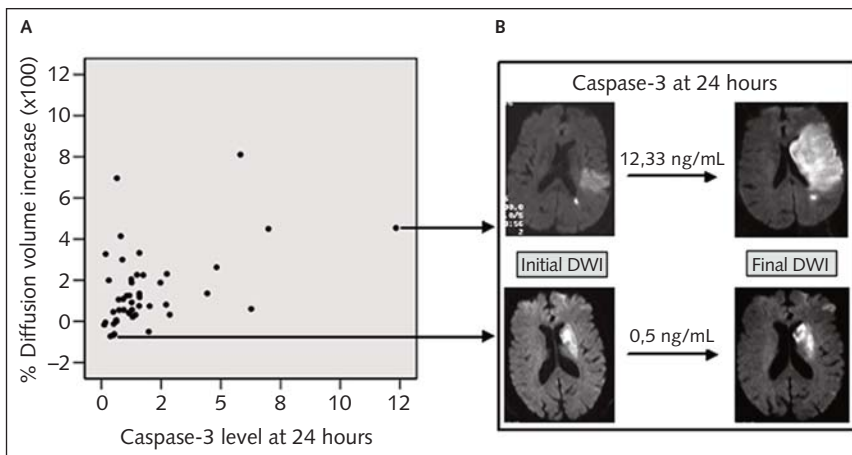 A
% Diffusion volume increase (x100)
12
10
8
6
4
2
0
−2
0
2
5
8
10
12
Caspase-3 level at 24 hours
B
Caspase-3 at 24 hours
12,33 ng/mL
Initial DWI
Final DWI
0,5 ng/mL